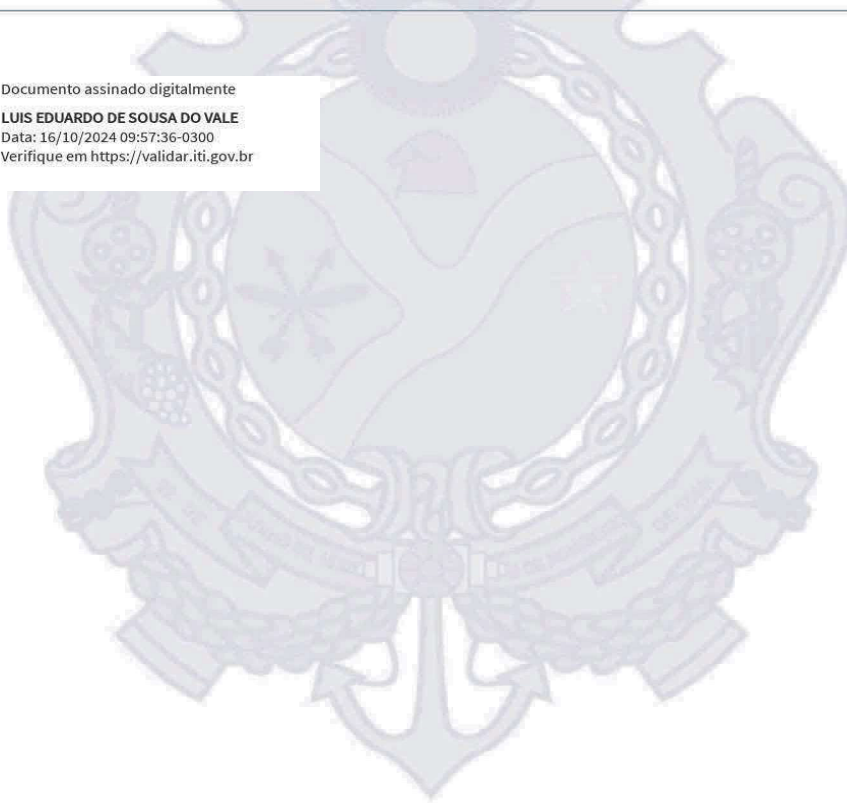 Documento assinado digitalmente
LUIS EDUARDO DE SOUSA DO VALE
Data: 16/10/2024 09:57:36-0300
Verifique em https://validar.iti.gov.br